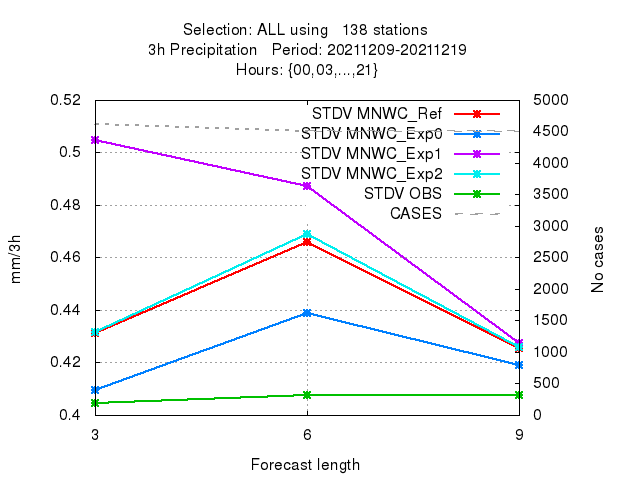 Selection: ALL using   138 stations
3h Precipitation   Period: 20211209-20211219
Hours: {00,03,...,21}
STDV MNWC_Ref
STDV MNWC_Exp0
STDV MNWC_Exp1
STDV MNWC_Exp2
STDV OBS
CASES
0.52
0.5
0.48
0.46
0.44
0.42
0.4
mm/3h
5000
4500
4000
3500
3000
2500
2000
1500
1000
500
0
No cases
3 6 9
Forecast length